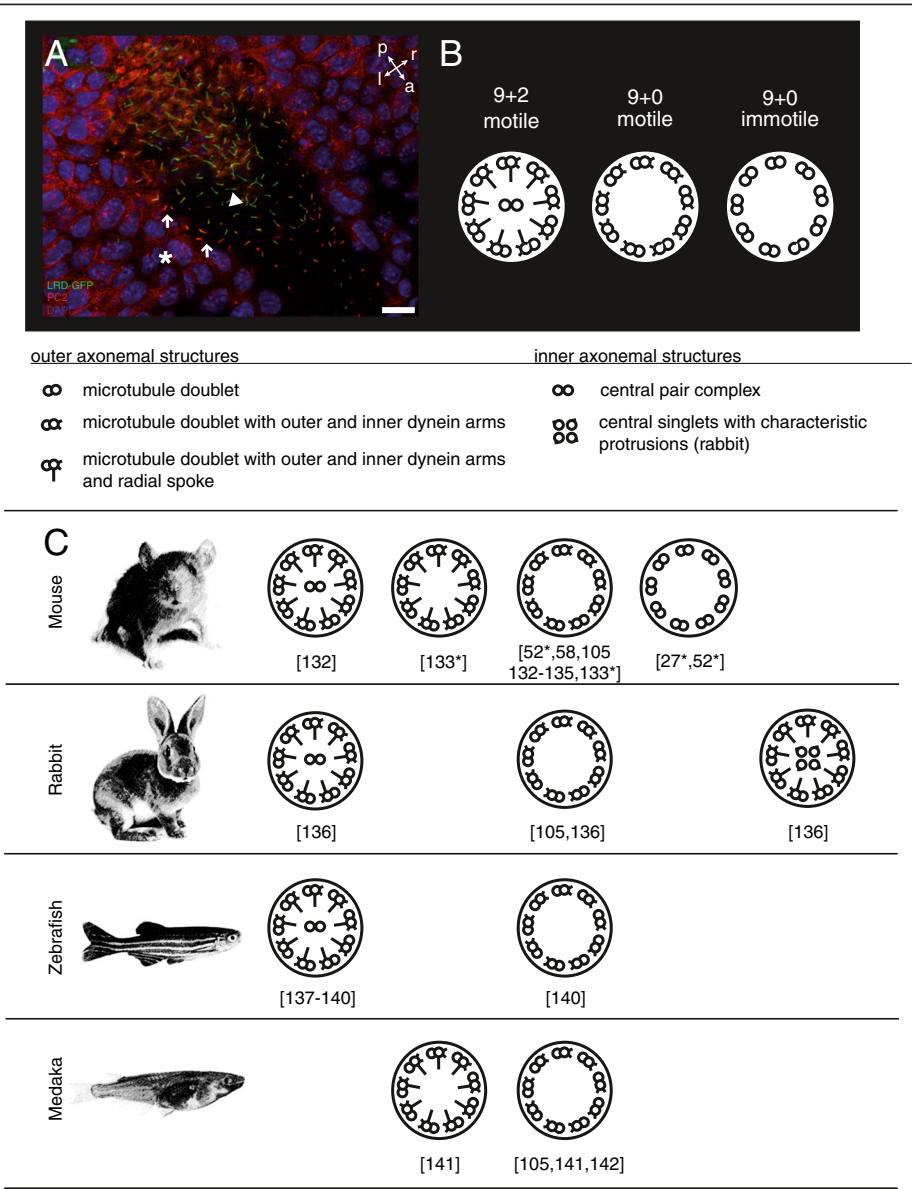 A
p
r
l
a
*
LRD-GFP
PC2
DAPI
B
9+2
motile
9+0
motile
9+0
immotile
outer axonemal structures
inner axonemal structures
microtubule doublet
central pair complex
microtubule doublet with outer and inner dynein arms
central singlets with characteristic
protrusions (rabbit)
microtubule doublet with outer and inner dynein arms
and radial spoke
C
Mouse
[132]
[133*]
[52*,58,105
132-135,133*]
[27*,52*]
Rabbit
[136]
[105,136]
[136]
Zebrafish
[137-140]
[140]
Medaka
[141]
[105,141,142]